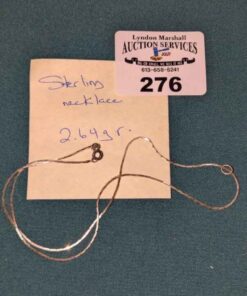 Lyndon Marshall
AUCTION SERVICES
613-658-5241
276
Sterling
necklace
2.64gr.